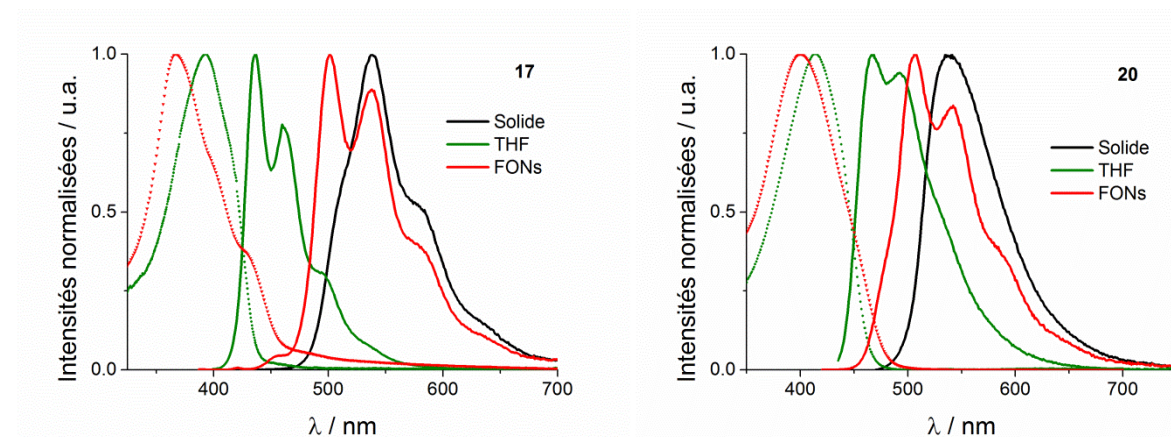 Intensités normalisées / u.a.
1.0
0.5
0.0
400
500
600
700
λ / nm
17
Solide
THF
FONs
Intensités normalisées / u.a.
1.0
0.5
0.0
400
500
600
700
λ / nm
20
Solide
THF
FONs